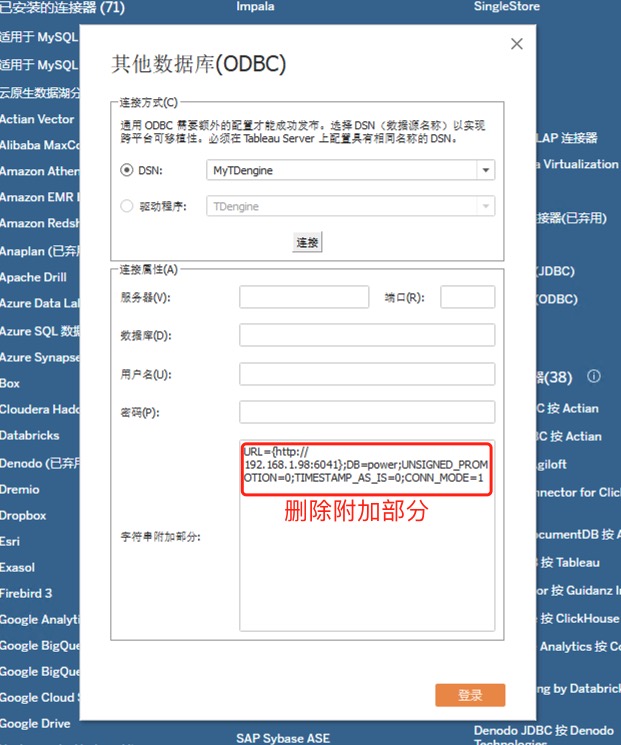 已安装的连接器 (71)
Impala
SingleStore
适用于 MySQL
适用于 MySQL
云原生数据湖分
Actian Vector
Alibaba MaxCo
Amazon Athen
Amazon EMR
Amazon Redsh
Anaplan (已弃用
Apache Drill
Azure Data Lak
Azure SQL 数据
Azure Synapse
Box
Cloudera Hado
Databricks
Denodo (已弃用
Dremio
Dropbox
Esri
Exasol
Firebird 3
Google Analyti
Google BigQue
Google BigQue
Google Cloud S
Google Drive
其他数据库(ODBC)
连接方式(C)
通用 ODBC 需要额外的配置才能成功发布。选择 DSN（数据源名称）以实现
跨平台可移植性。必须在 Tableau Server 上配置具有相同名称的 DSN。
DSN:
MyTDengine
驱动程序:
TDengine
连接
连接属性(A)
服务器(V):
端口(R):
数据库(D):
用户名(U):
密码(P):
URL={http://
192.168.1.98:6041};DB=power;UNSIGNED_PROM
OTION=0;TIMESTAMP_AS_IS=0;CONN_MODE=1
删除附加部分
字符串附加部分:
登录
SAP Sybase ASE
LAP 连接器
a Virtualization
接器(已弃用)
(JDBC)
(ODBC)
器(38)
C 按 Actian
C 按 Actian
giloft
nnector for Click
ocumentDB 按 A
按 Tableau
or for Guidanz In
按 ClickHouse
Analytics 按 Co
ng by Databrick
Denodo JDBC 按 Denodo
Technologies